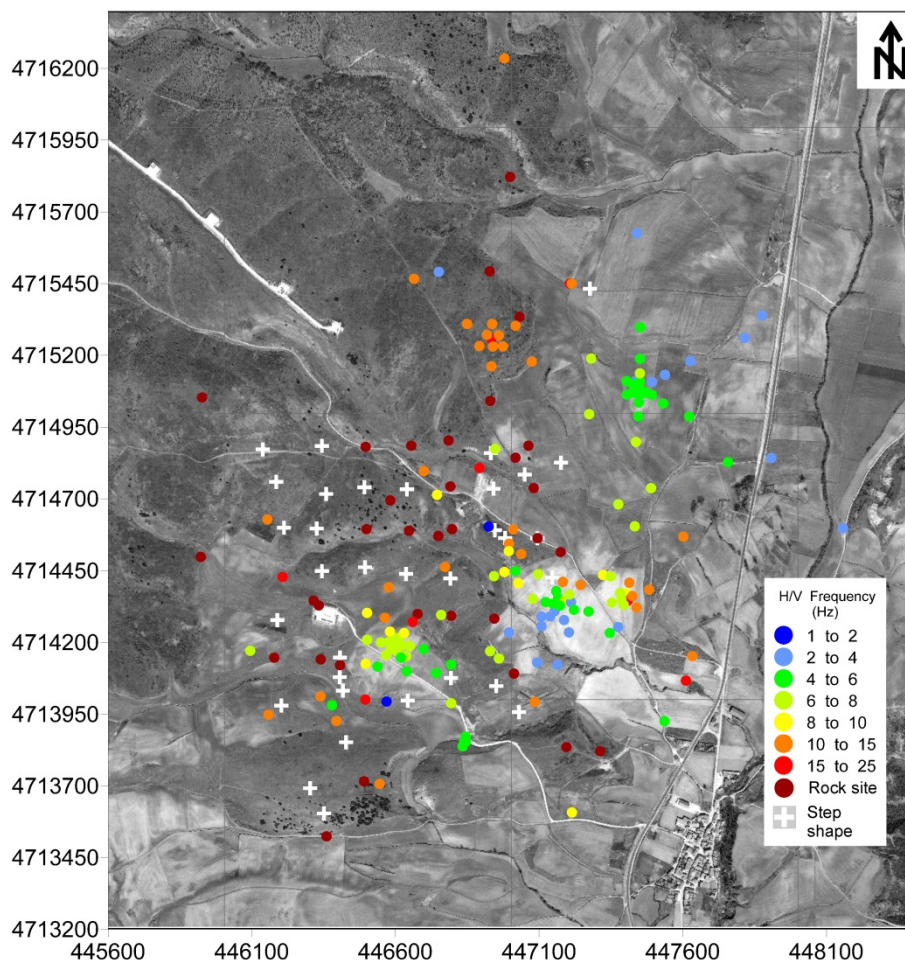 N
4716200
4715950
4715700
4715450
4715200
4714950
4714700
4714450
4714200
4713950
4713700
4713450
4713200
445600 446100 446600 447100 447600 448100
H/V Frequency
(Hz)
1 to 2
2 to 4
4 to 6
6 to 8
8 to 10
10 to 15
15 to 25
Rock site
Step
shape